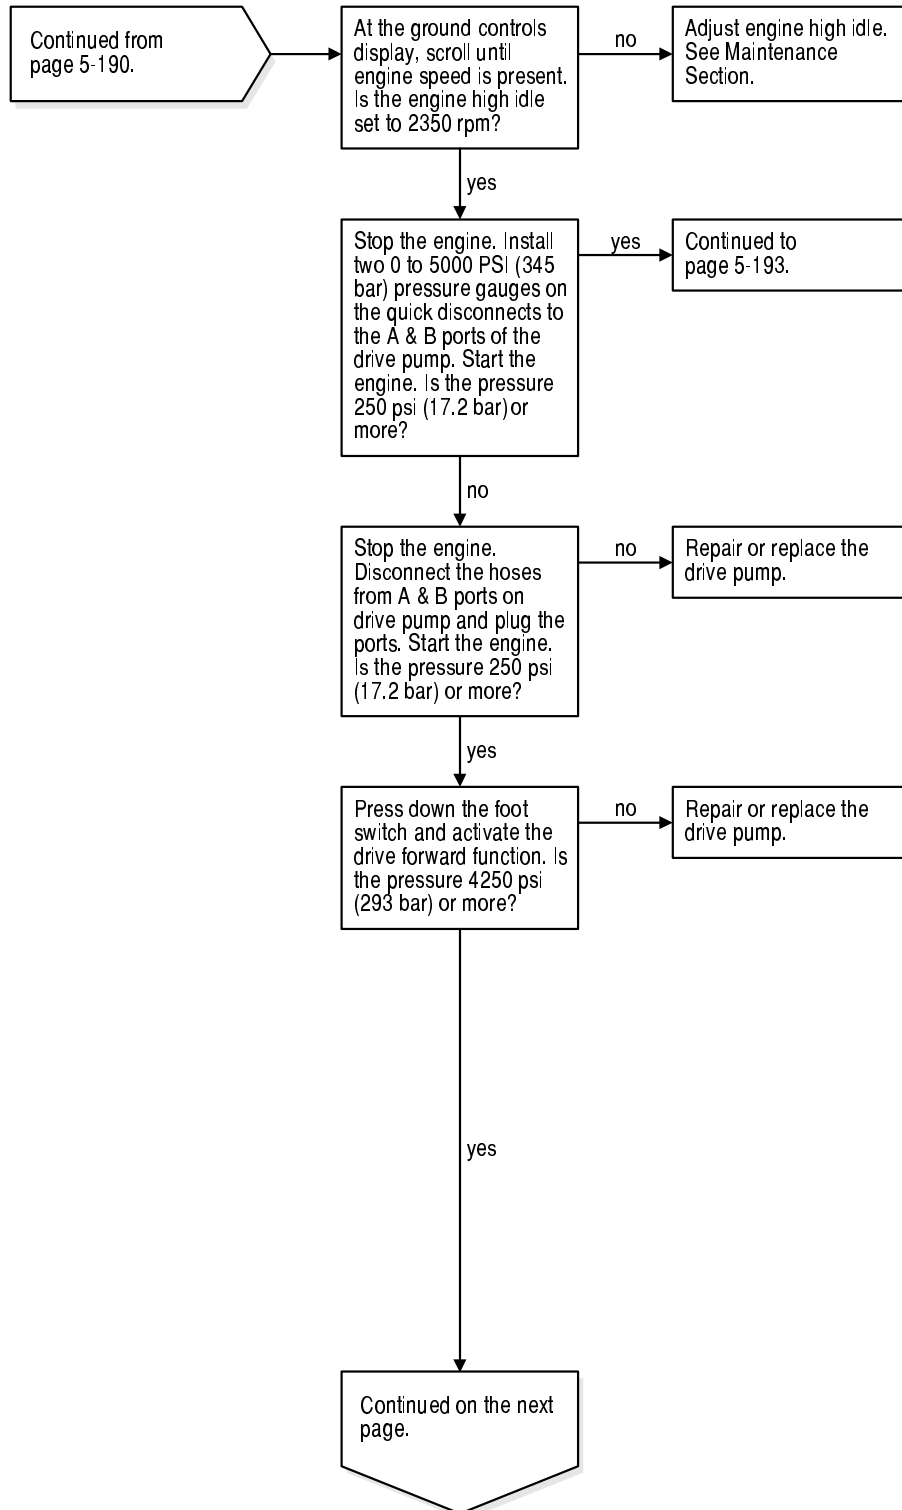 Continued from
page 5-190.
At the ground controls
display, scroll until
engine speed is present.
Is the engine high idle
set to 2350 rpm?
no
Adjust engine high idle.
See Maintenance
Section.
yes
Stop the engine. Install
two 0 to 5000 PSI (345
bar) pressure gauges on
the quick disconnects to
the A & B ports of the
drive pump. Start the
engine. Is the pressure
250 psi (17.2 bar) or
more?
yes
Continued to
page 5-193.
no
Stop the engine.
Disconnect the hoses
from A & B ports on
drive pump and plug the
ports. Start the engine.
Is the pressure 250 psi
(17.2 bar) or more?
no
Repair or replace the
drive pump.
yes
Press down the foot
switch and activate the
drive forward function. Is
the pressure 4250 psi
(293 bar) or more?
no
Repair or replace the
drive pump.
yes
Continued on the next
page.